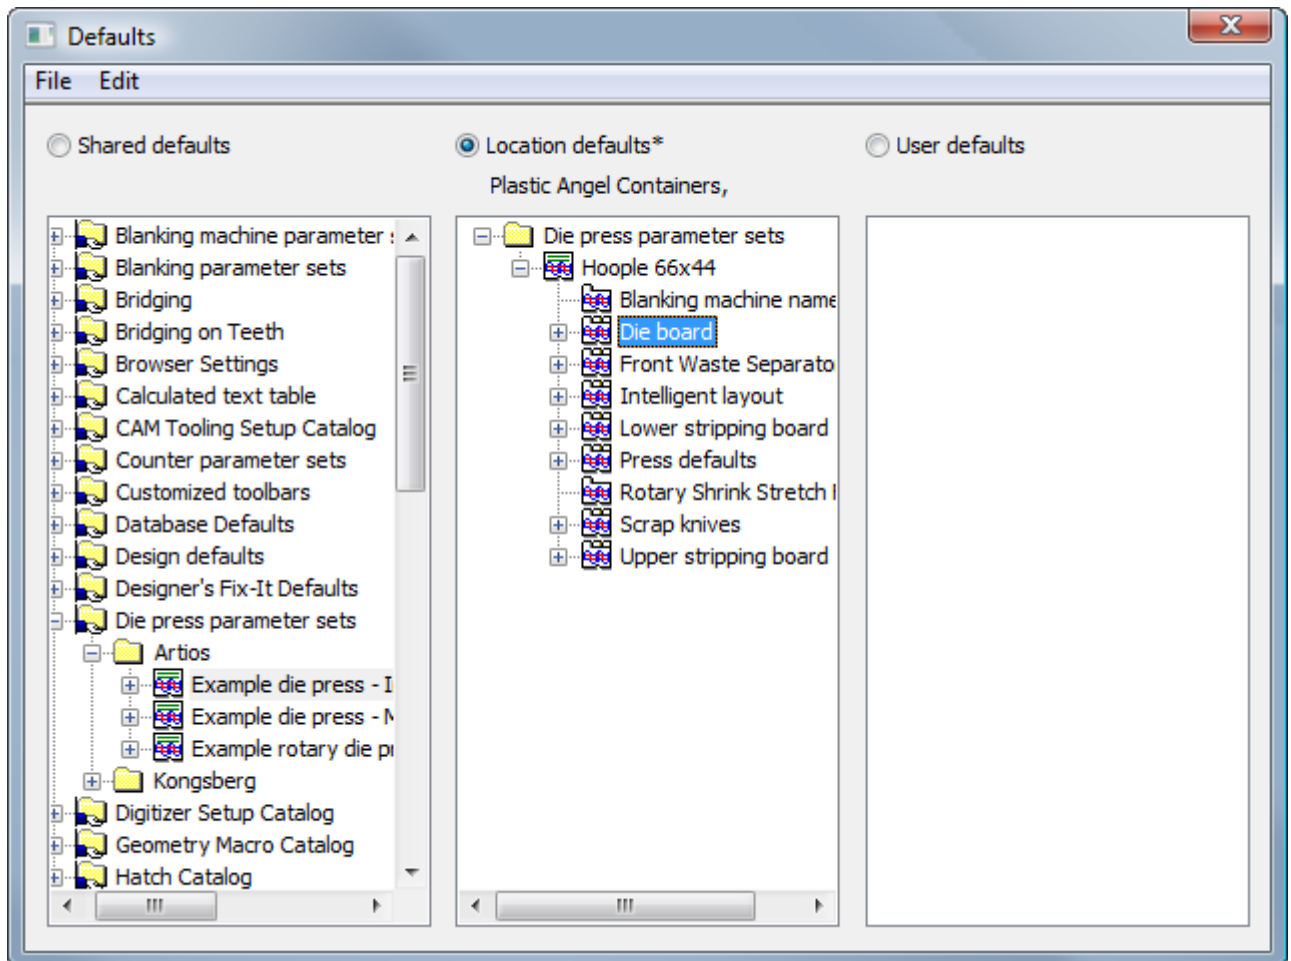 Defaults
File Edit
Shared defaults
Location defaults*
User defaults
Plastic Angel Containers,
Blanking machine parameter
Blanking parameter sets
Bridging
Bridging on Teeth
Browser Settings
Calculated text table
CAM Tooling Setup Catalog
Counter parameter sets
Customized toolbars
Database Defaults
Design defaults
Designer's Fix-It Defaults
Die press parameter sets
Artios
Example die press -
Example die press -
Example rotary die
Kongsberg
Digitizer Setup Catalog
Geometry Macro Catalog
Hatch Catalog
Die press parameter sets
Hoople 66x44
Blanking machine name
Die board
Front Waste Separato
Intelligent layout
Lower stripping board
Press defaults
Rotary Shrink Stretch
Scrap knives
Upper stripping board